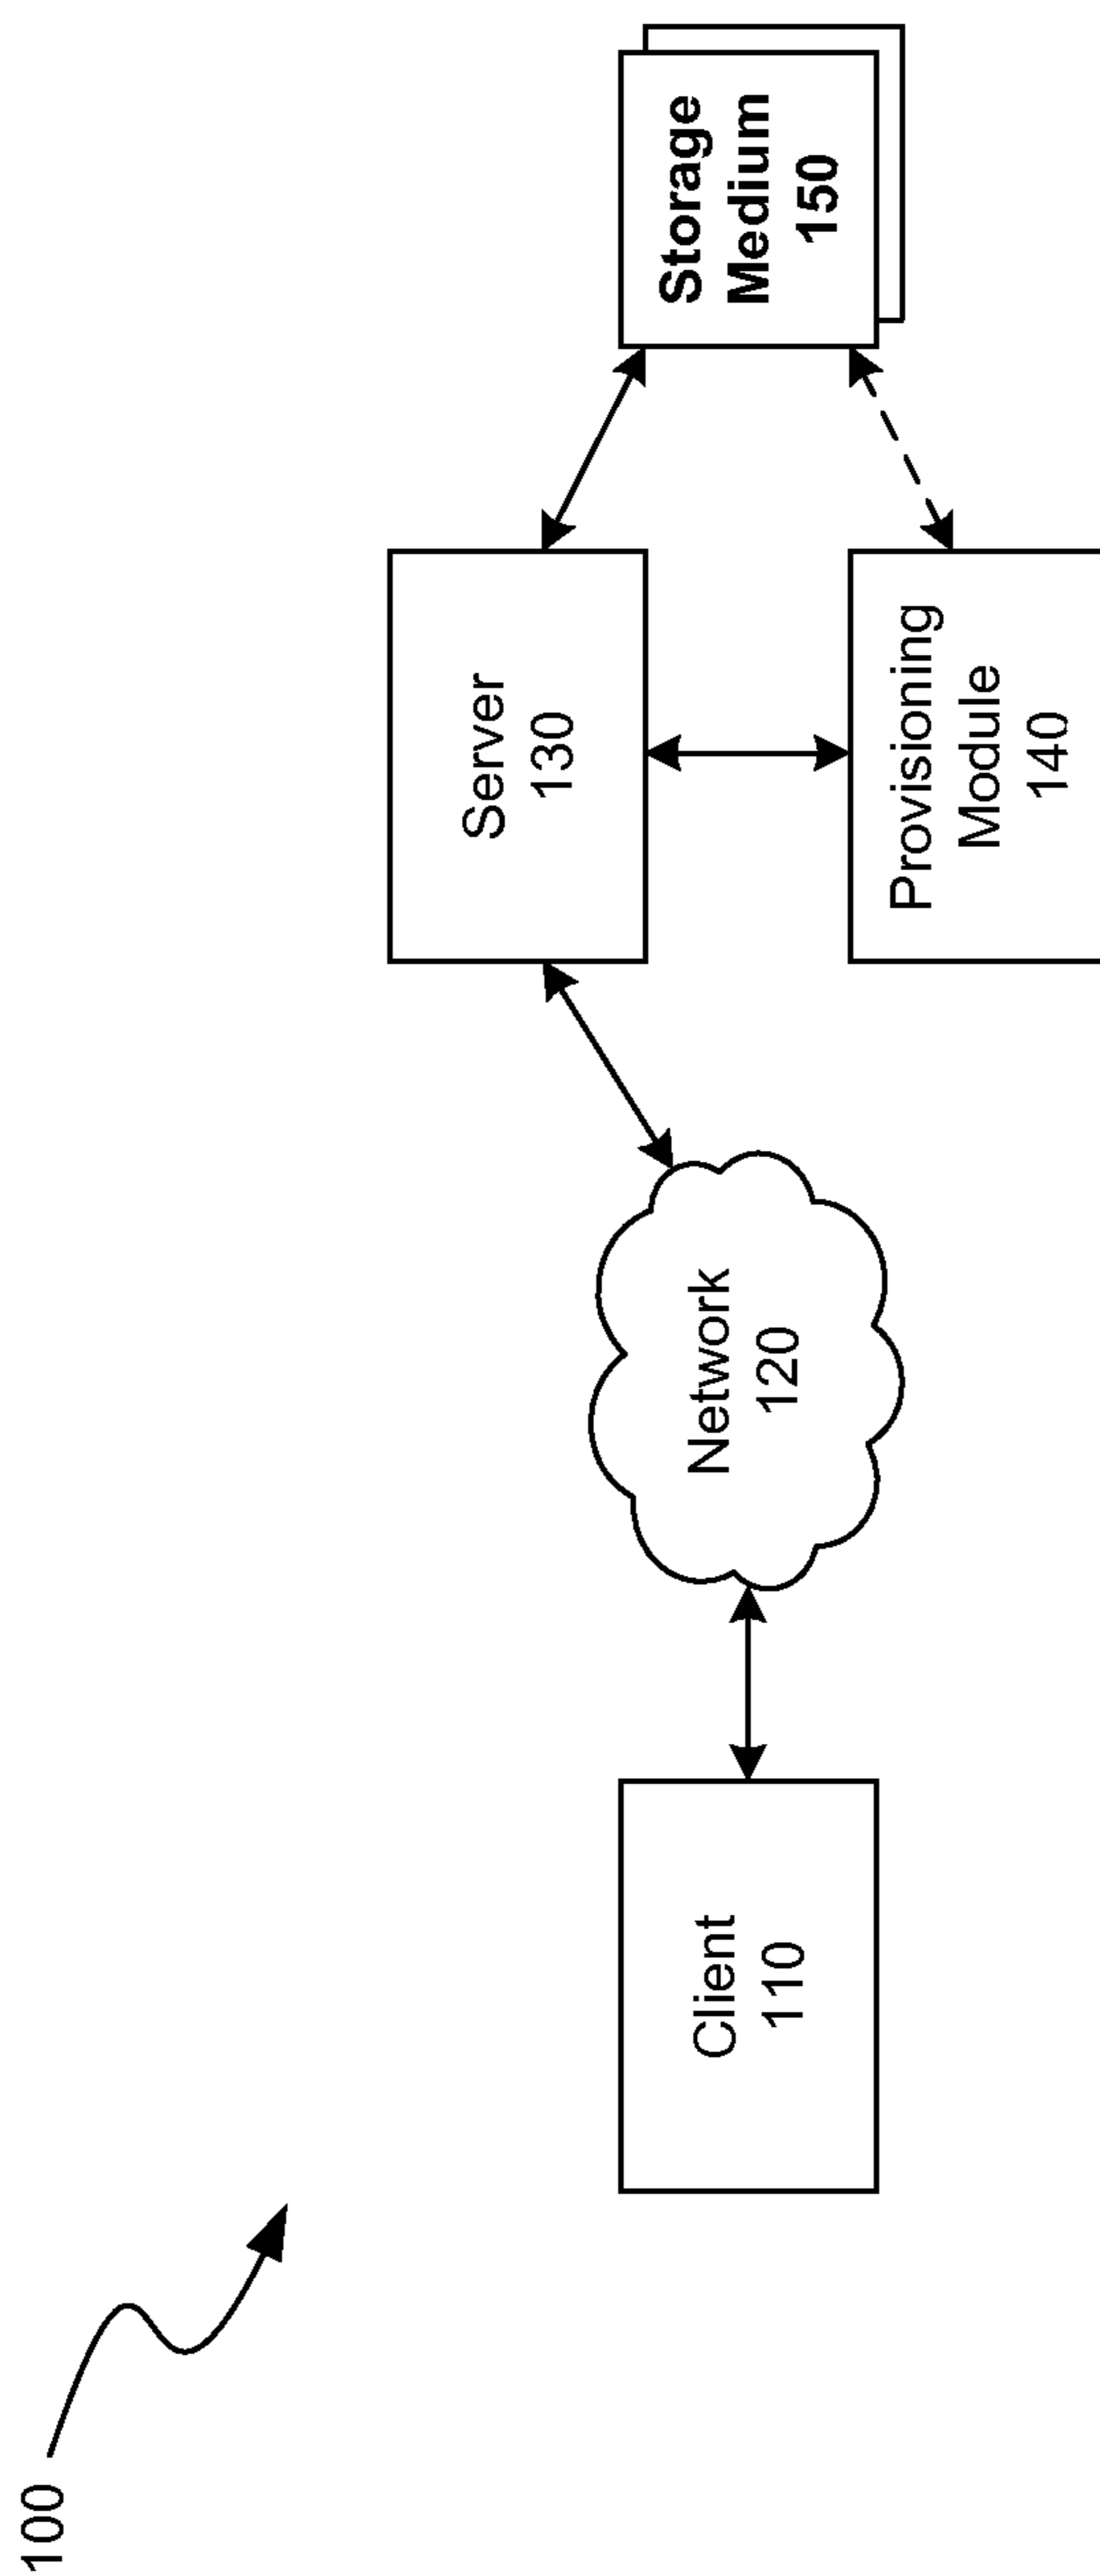 100
Client
110
Network
120
Server
130
Provisioning
Module
140
Storage
Medium
150